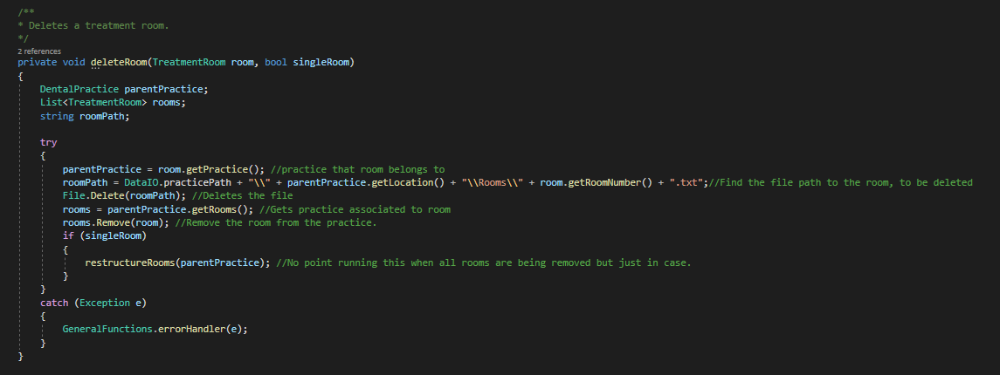 /**
* Deletes a treatment room.
*/
2 references
private void deleteRoom(TreatmentRoom room, bool singleRoom)
{
DentalPractice parentPractice;
List<TreatmentRoom> rooms;
string roomPath;
try
{
parentPractice = room.getPractice(); //practice that room belongs to
roomPath = DataIO.practicePath + "\\" + parentPractice.getLocation() + "\\Rooms\\" + room.getRoomNumber() + ".txt";//Find the file path to the room, to be deleted
File.Delete(roomPath); //Deletes the file
rooms = parentPractice.getRooms(); //Gets practice associated to room
rooms.Remove(room); //Remove the room from the practice.
if (singleRoom)
{
restructureRooms(parentPractice); //No point running this when all rooms are being removed but just in case.
}
}
catch (Exception e)
{
GeneralFunctions.errorHandler(e);
}
}